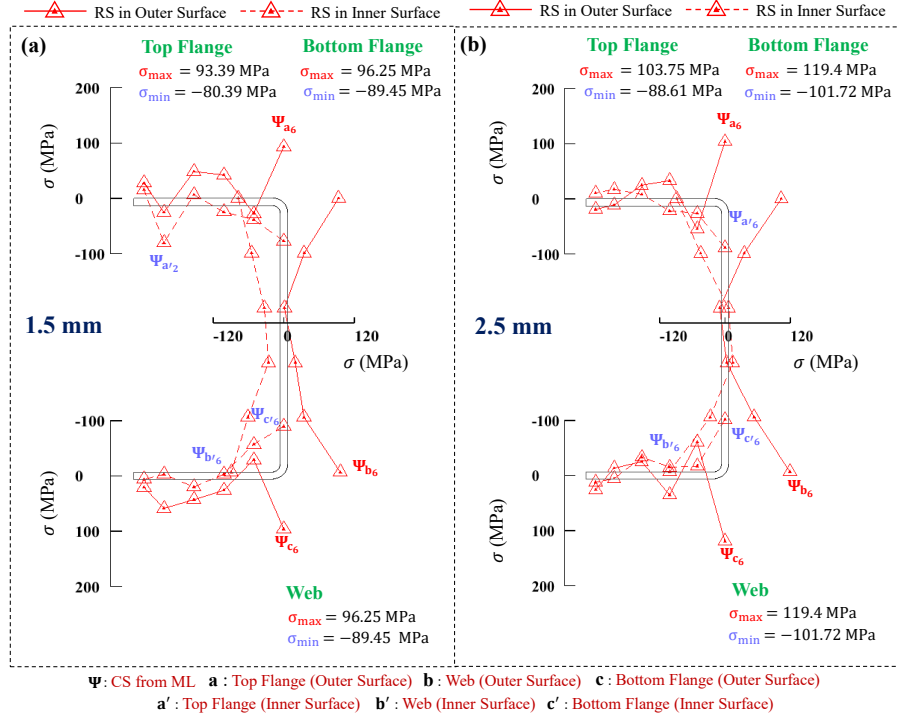 RS in Outer Surface RS in Inner Surface RS in Outer Surface RS in Inner Surface
(a)
Top Flange Bottom Flange
σmax = 93.39 MPa σmax = 96.25 MPa
σmin = −80.39 MPa σmin = −89.45 MPa
200
100
0
-100
σ (MPa)
Ψa6
Ψa′2
1.5 mm
-120 0 120
σ (MPa)
-100
0
100
200
σ (MPa)
Ψc′6
Ψb′6
Ψb6
Ψc6
Web
σmax = 96.25 MPa
σmin = −89.45 MPa
(b)
Top Flange Bottom Flange
σmax = 103.75 MPa σmax = 119.4 MPa
σmin = −88.61 MPa σmin = −101.72 MPa
200
100
0
-100
σ (MPa)
Ψa6
Ψa′6
2.5 mm
-120 0 120
σ (MPa)
-100
0
100
200
σ (MPa)
Ψb′6
Ψc′6
Ψb6
Ψc6
Web
σmax = 119.4 MPa
σmin = −101.72 MPa
Ψ: CS from ML a : Top Flange (Outer Surface) b : Web (Outer Surface) c : Bottom Flange (Outer Surface)
a′ : Top Flange (Inner Surface) b′ : Web (Inner Surface) c′ : Bottom Flange (Inner Surface)